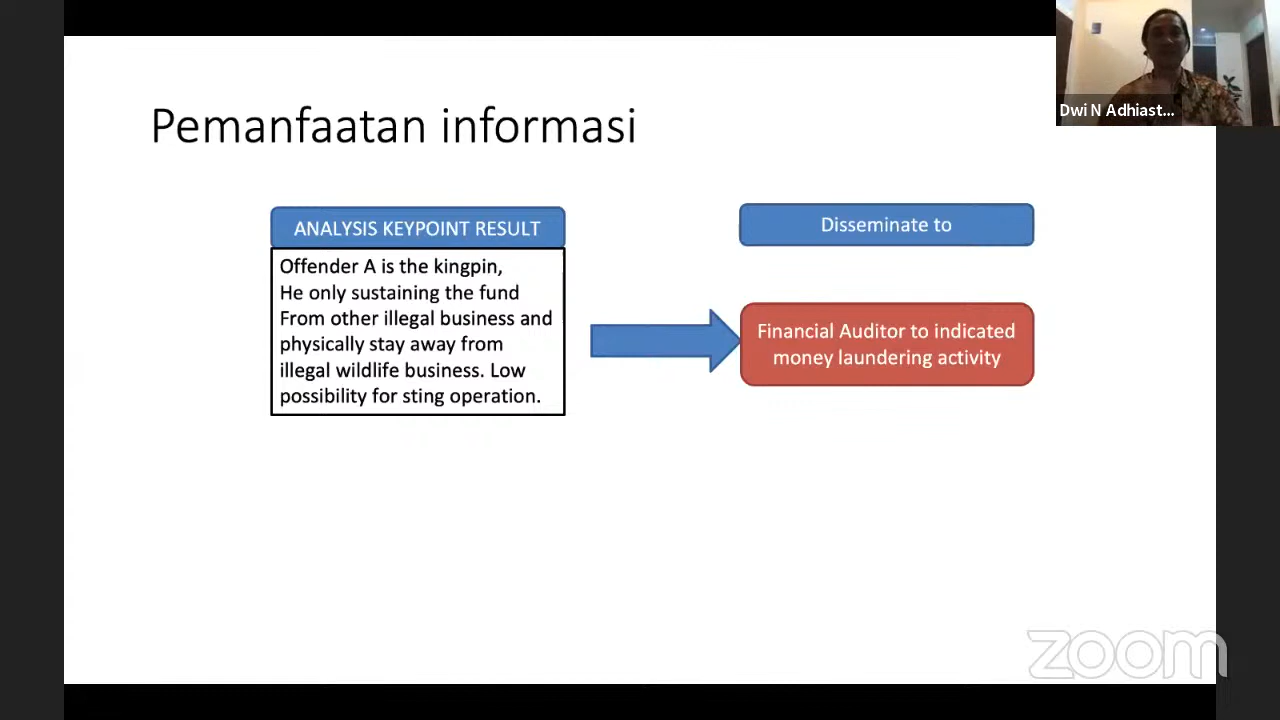 Dwi N Adhiast...
Pemanfaatan informasi
ANALYSIS KEYPOINT RESULT
Offender A is the kingpin,
He only sustaining the fund
From other illegal business and
physically stay away from
illegal wildlife business. Low
possibility for sting operation.
Disseminate to
Financial Auditor to indicated
money laundering activity
zoom